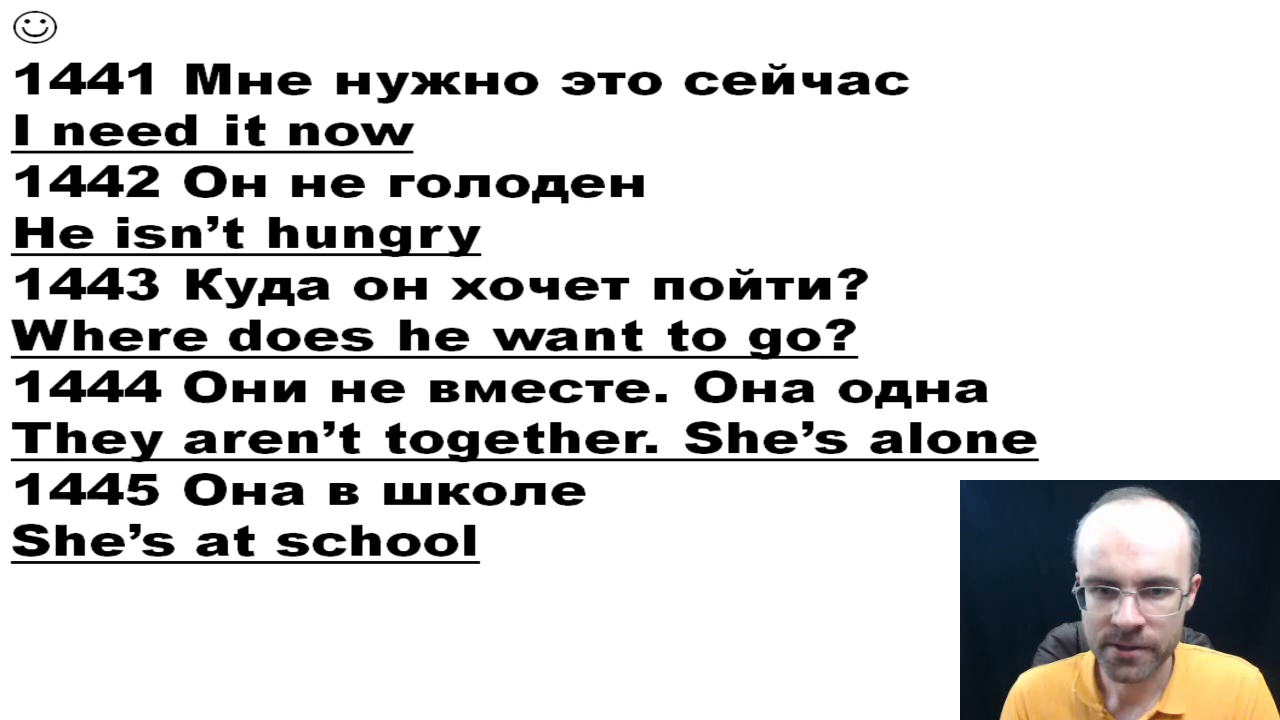 1441 Мне нужно это сейчас
I need it now
1442 Он не голоден
He isn’t hungry
1443 Куда он хочет пойти?
Where does he want to go?
1444 Они не вместе. Она одна
They aren’t together. She’s alone
1445 Она в школе
She’s at school